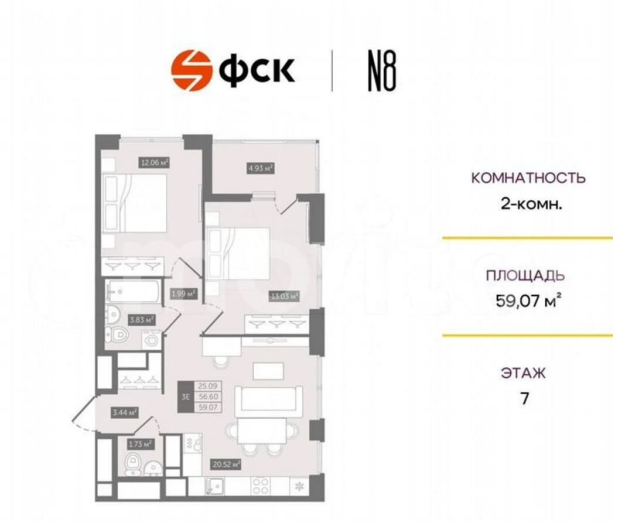 ФСК
N8
12.06 м²
4.93 м²
1.99 м²
13.03 м²
3.83 м²
25.09
3Е
56.60
59.07
3.44 м²
1.73 м²
20.52 м²
КОМНАТНОСТЬ
2-комн.
ПЛОЩАДЬ
59,07 м²
ЭТАЖ
7